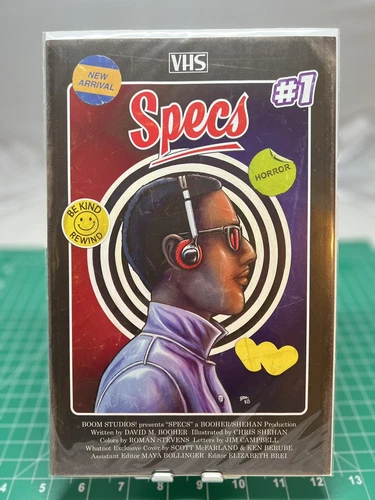 VHS
NEW
ARRIVAL
Specs
#1
HORROR
BE KIND
REWIND
BOOM STUDIOS! presents "SPECS" a BOOHER/SHEHAN Production
Written by DAVID M. BOOHER Illustrated by CHRIS SHEHAN
Colors by ROMAN STEVENS Letters by JIM CAMPBELL
Whatnot Exclusive Cover by SCOTT McFARLAND & KEN BERUBE
Assistant Editor MAYA BOLLINGER Editor ELIZABETH BREI